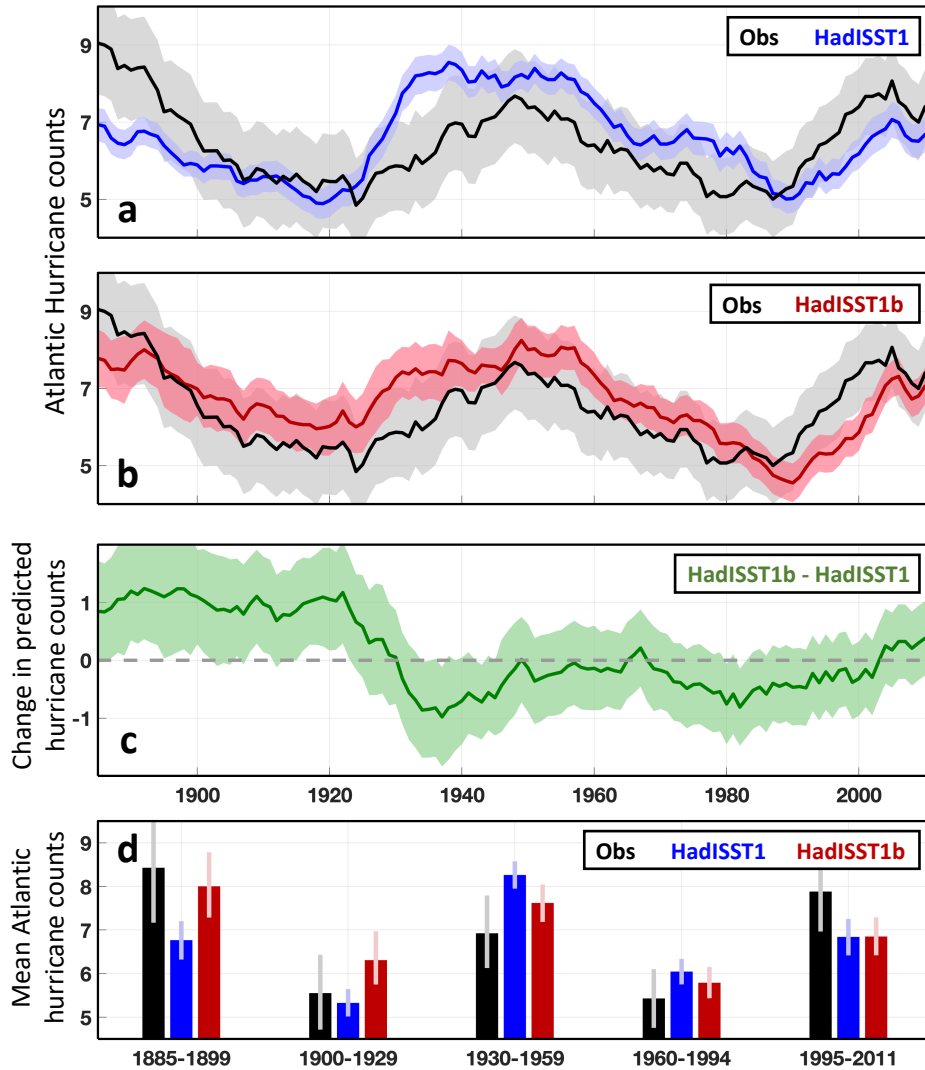 Atlantic Hurricane counts
9
7
5
a
Obs HadISST1
9
7
5
b
Obs HadISST1b
Change in predicted
hurricane counts
1
0
-1
c
HadISST1b - HadISST1
1900 1920 1940 1960 1980 2000
Mean Atlantic
hurricane counts
9
8
7
6
5
d
Obs HadISST1 HadISST1b
1885-1899 1900-1929 1930-1959 1960-1994 1995-2011